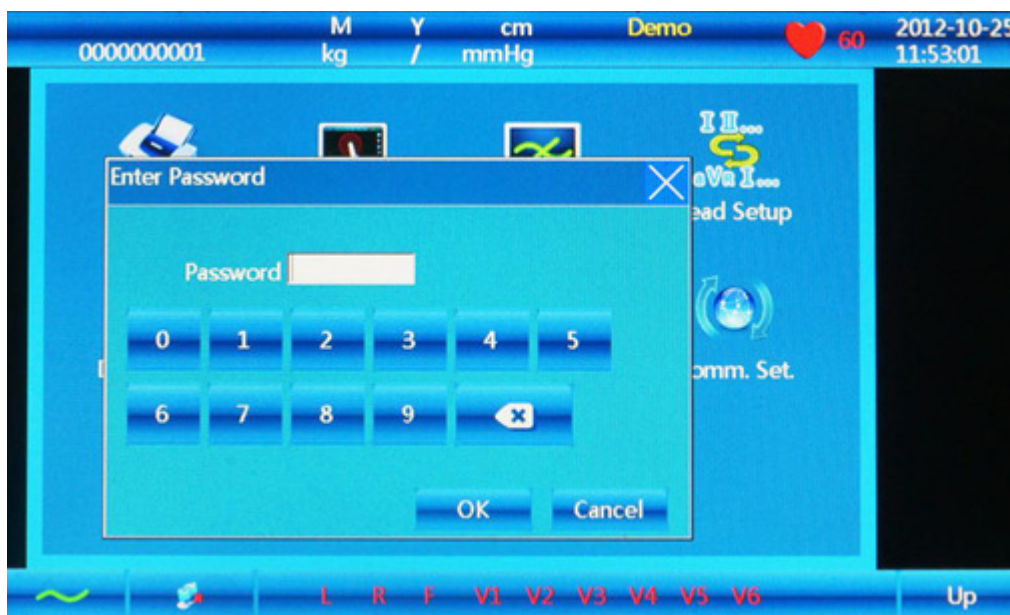 M Y cm Demo 2012-10-25
0000000001 kg / mmHg 60 11:53:01
I II...
aVR I...
Enter Password
ead Setup
Password
0 1 2 3 4 5
omm. Set.
6 7 8 9
OK Cancel
L R F V1 V2 V3 V4 V5 V6 Up